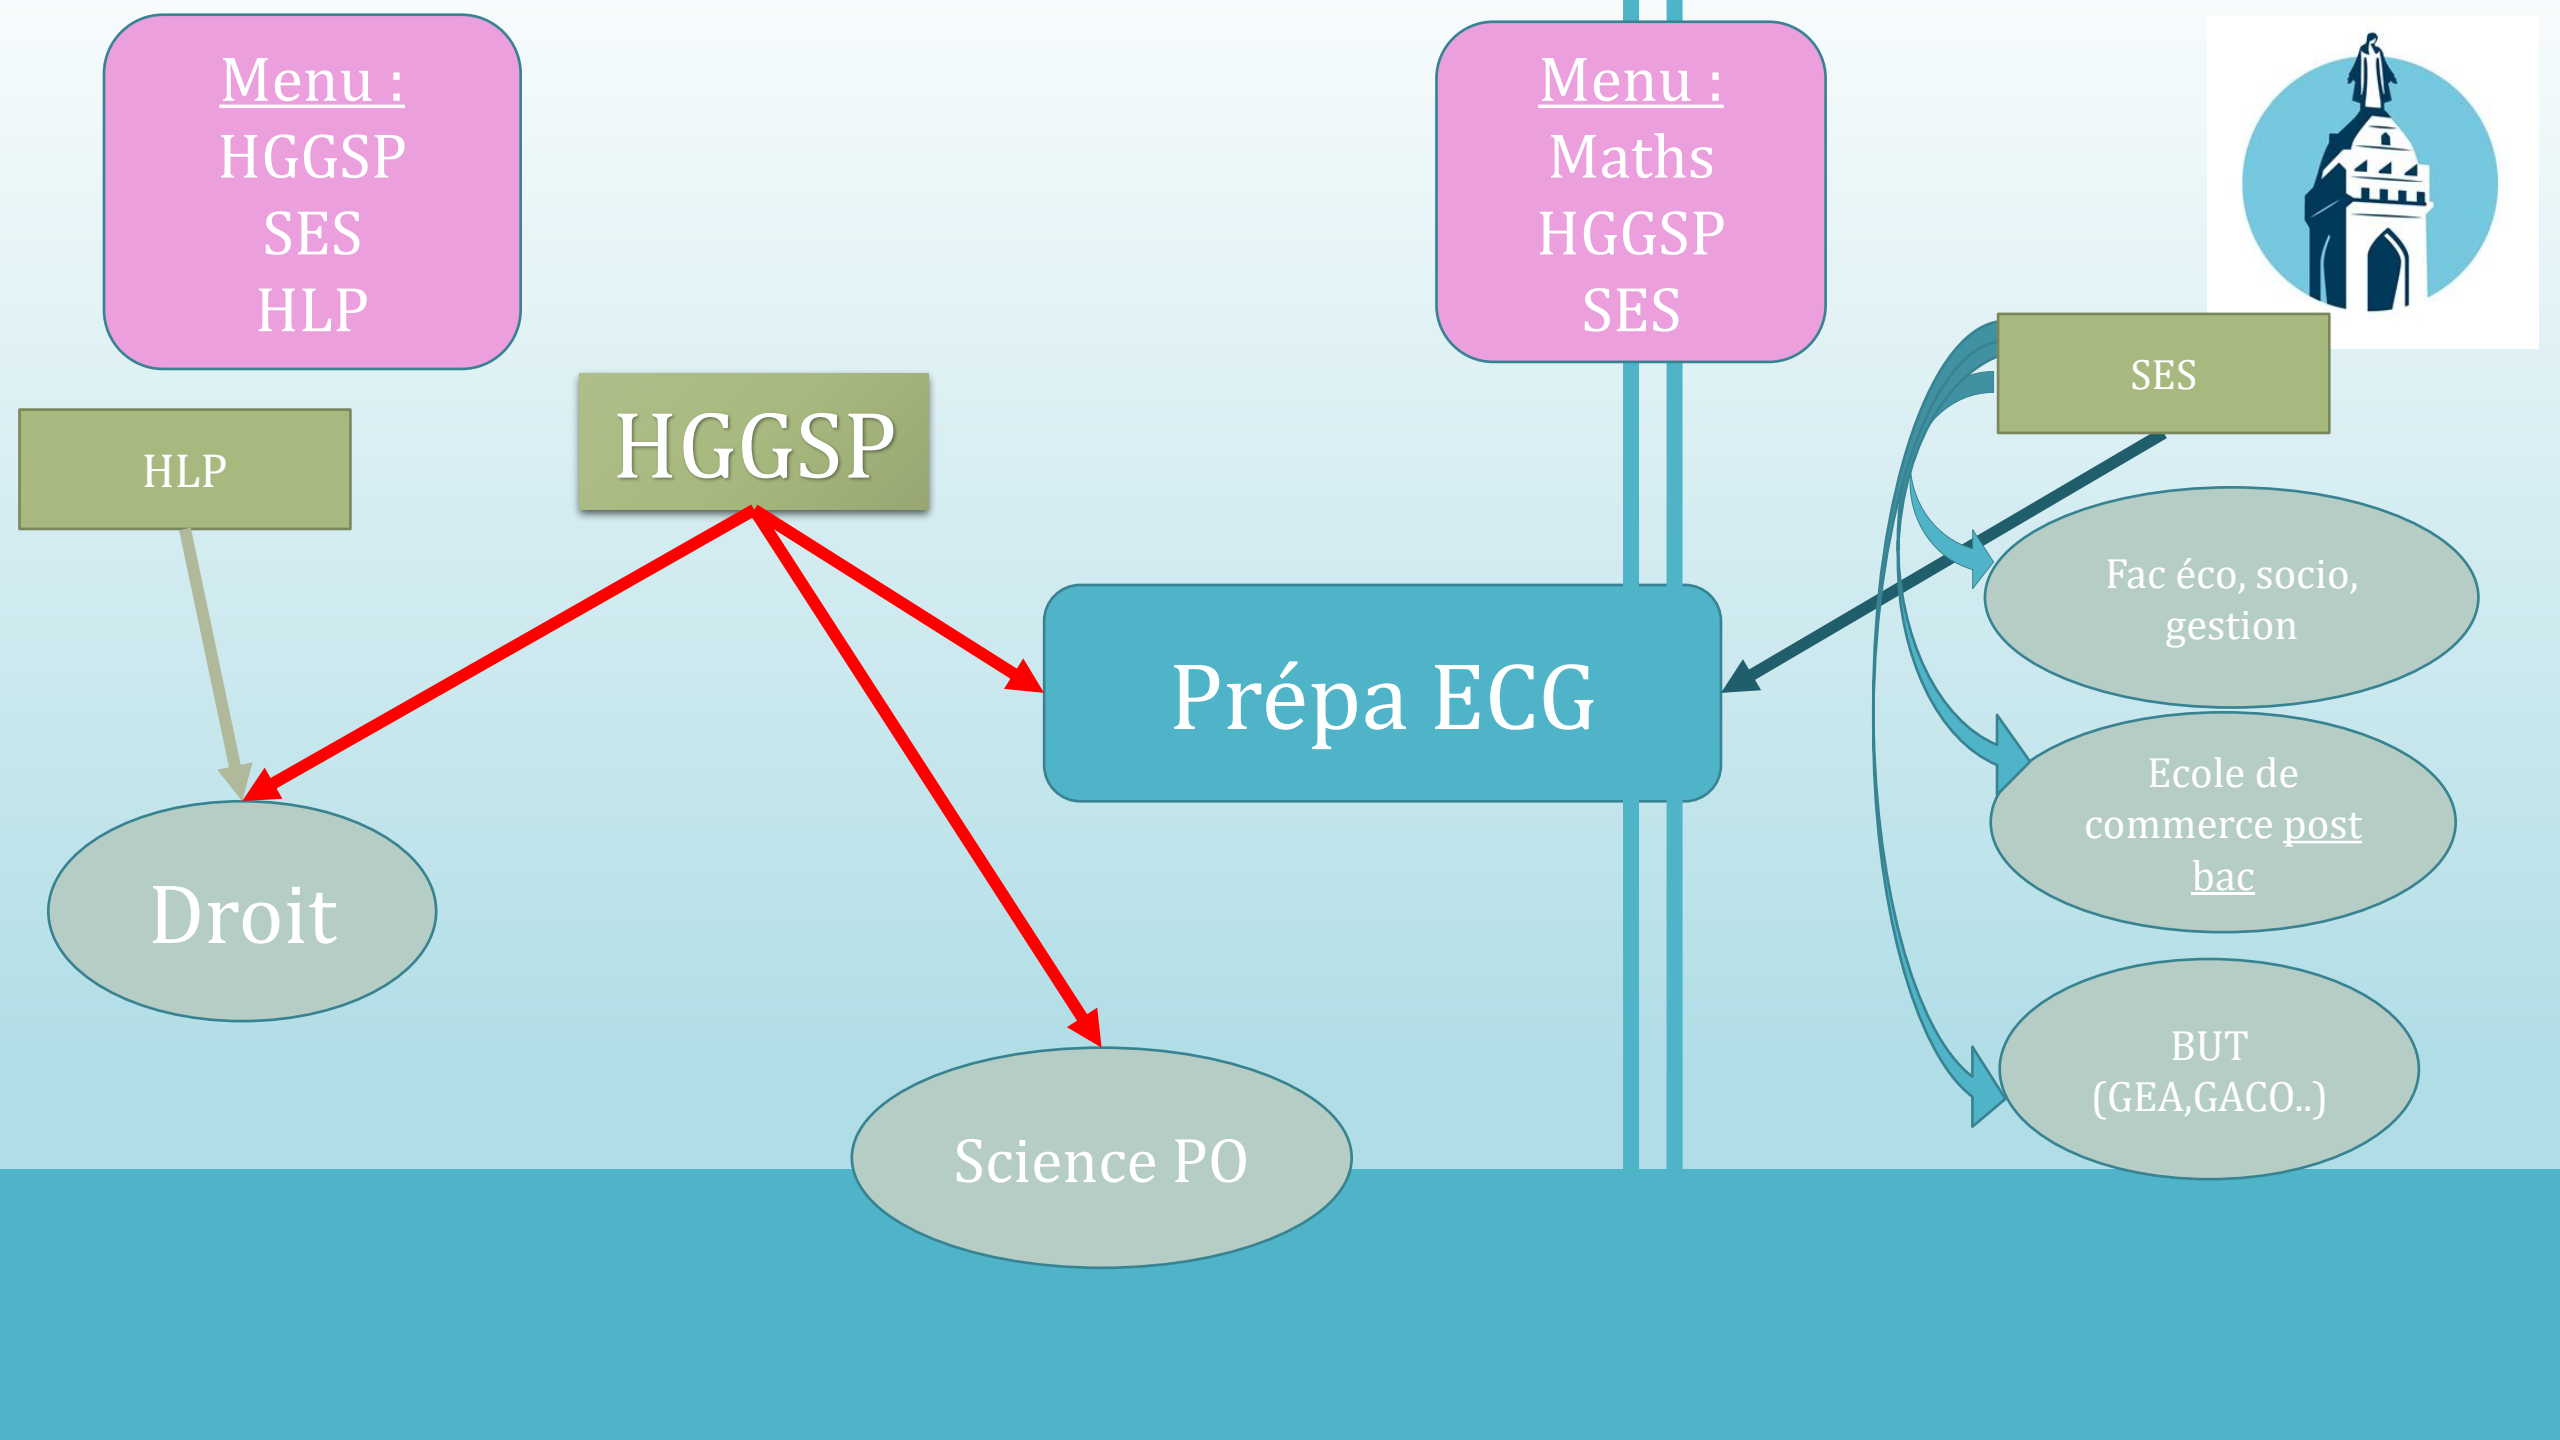 Menu :
HGGSP
SES
HLP
Menu :
Maths
HGGSP
SES
SES
HLP
HGGSP
Fac éco, socio,
gestion
Prépa ECG
Ecole de
commerce post
bac
Droit
BUT
(GEA,GACO..)
Science PO